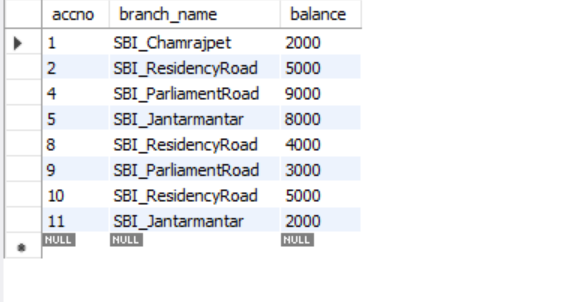 accno branch_name balance
1 SBI_Chamrajpet 2000
2 SBI_ResidencyRoad 5000
4 SBI_ParliamentRoad 9000
5 SBI_Jantarmantar 8000
8 SBI_ResidencyRoad 4000
9 SBI_ParliamentRoad 3000
10 SBI_ResidencyRoad 5000
11 SBI_Jantarmantar 2000
NULL NULL NULL